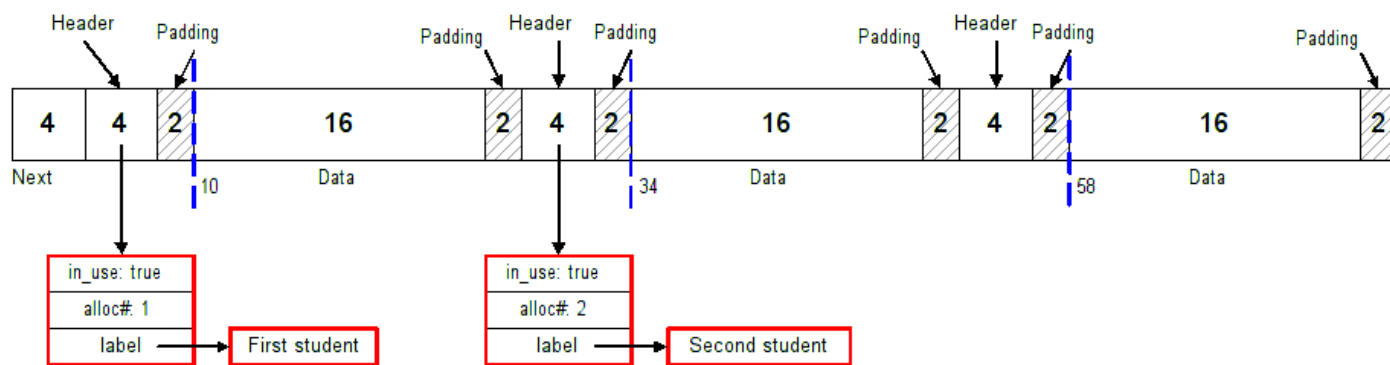 Header Padding Padding Header Padding Padding Header Padding Padding
4 4 2 16 2 4 2 16 2 4 2 16 2
Next 10 Data 34 Data 58 Data
in_use: true in_use: true
alloc#: 1 alloc#: 2
label First student label Second student